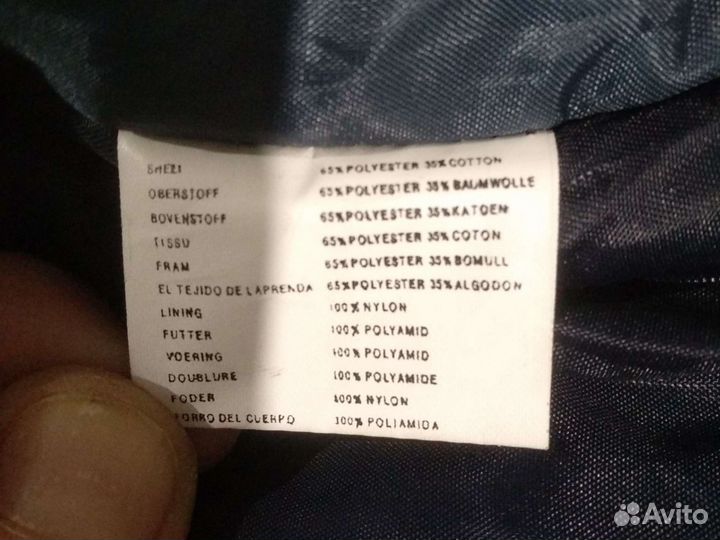 SHEZI 65% POLYESTER 35% COTTON
OBERSTOFF 65% POLYESTER 35% BAUMWOLLE
BOVENSTOFF 65% POLYESTER 35% KATOEN
TISSU 65% POLYESTER 35% COTON
FRAM 65% POLYESTER 35% BOMULL
EL TEJIDO DE LAPRENDA 65% POLYESTER 35% ALGODON
LINING 100% NYLON
FUTTER 100% POLYAMID
VOERING 100% POLYAMID
DOUBLURE 100% POLYAMIDE
FODER 100% NYLON
FORRO DEL CUERPO 100% POLIAMIDA
Avito